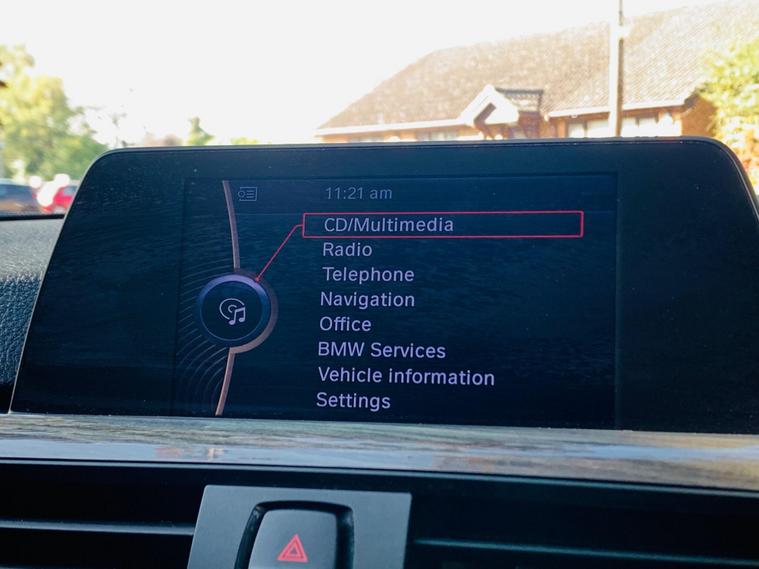 11:21 am
CD/Multimedia
Radio
Telephone
Navigation
Office
BMW Services
Vehicle information
Settings